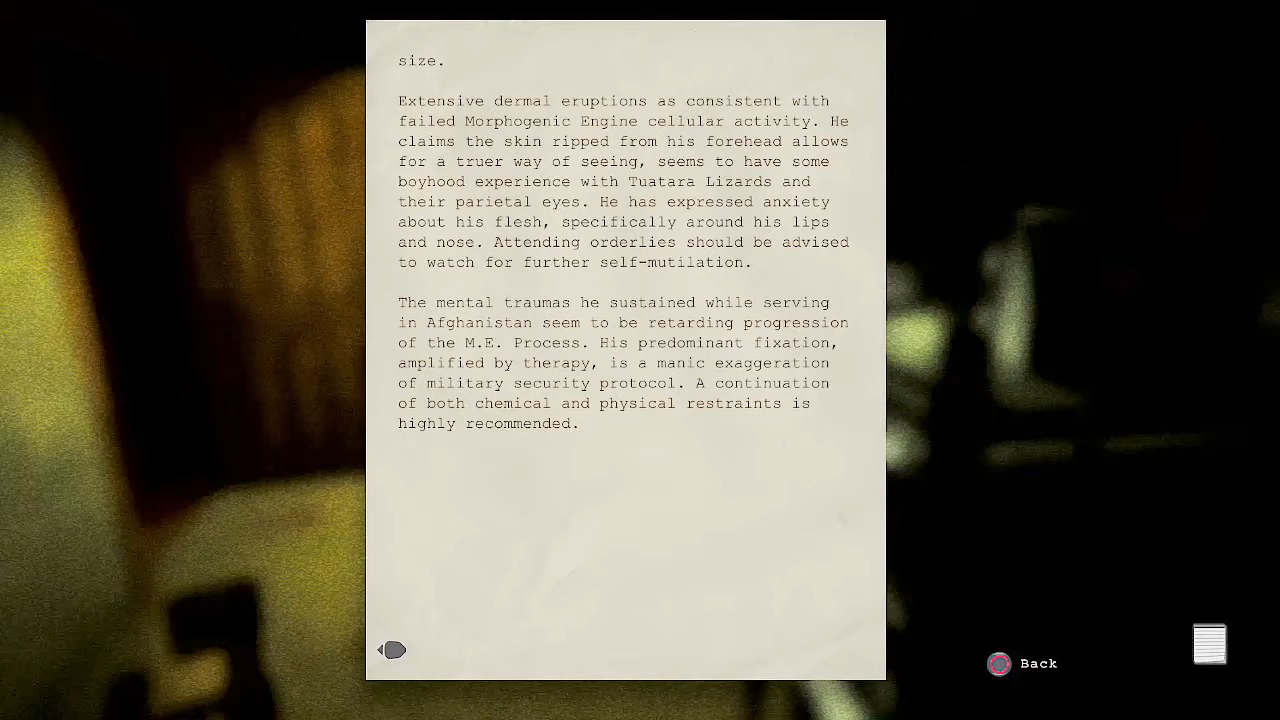 size.
Extensive dermal eruptions as consistent with
failed Morphogenic Engine cellular activity. He
claims the skin ripped from his forehead allows
for a truer way of seeing, seems to have some
boyhood experience with Tuatara Lizards and
their parietal eyes. He has expressed anxiety
about his flesh, specifically around his lips
and nose. Attending orderlies should be advised
to watch for further self-mutilation.
The mental traumas he sustained while serving
in Afghanistan seem to be retarding progression
of the M.E. Process. His predominant fixation,
amplified by therapy, is a manic exaggeration
of military security protocol. A continuation
of both chemical and physical restraints is
highly recommended.
Back